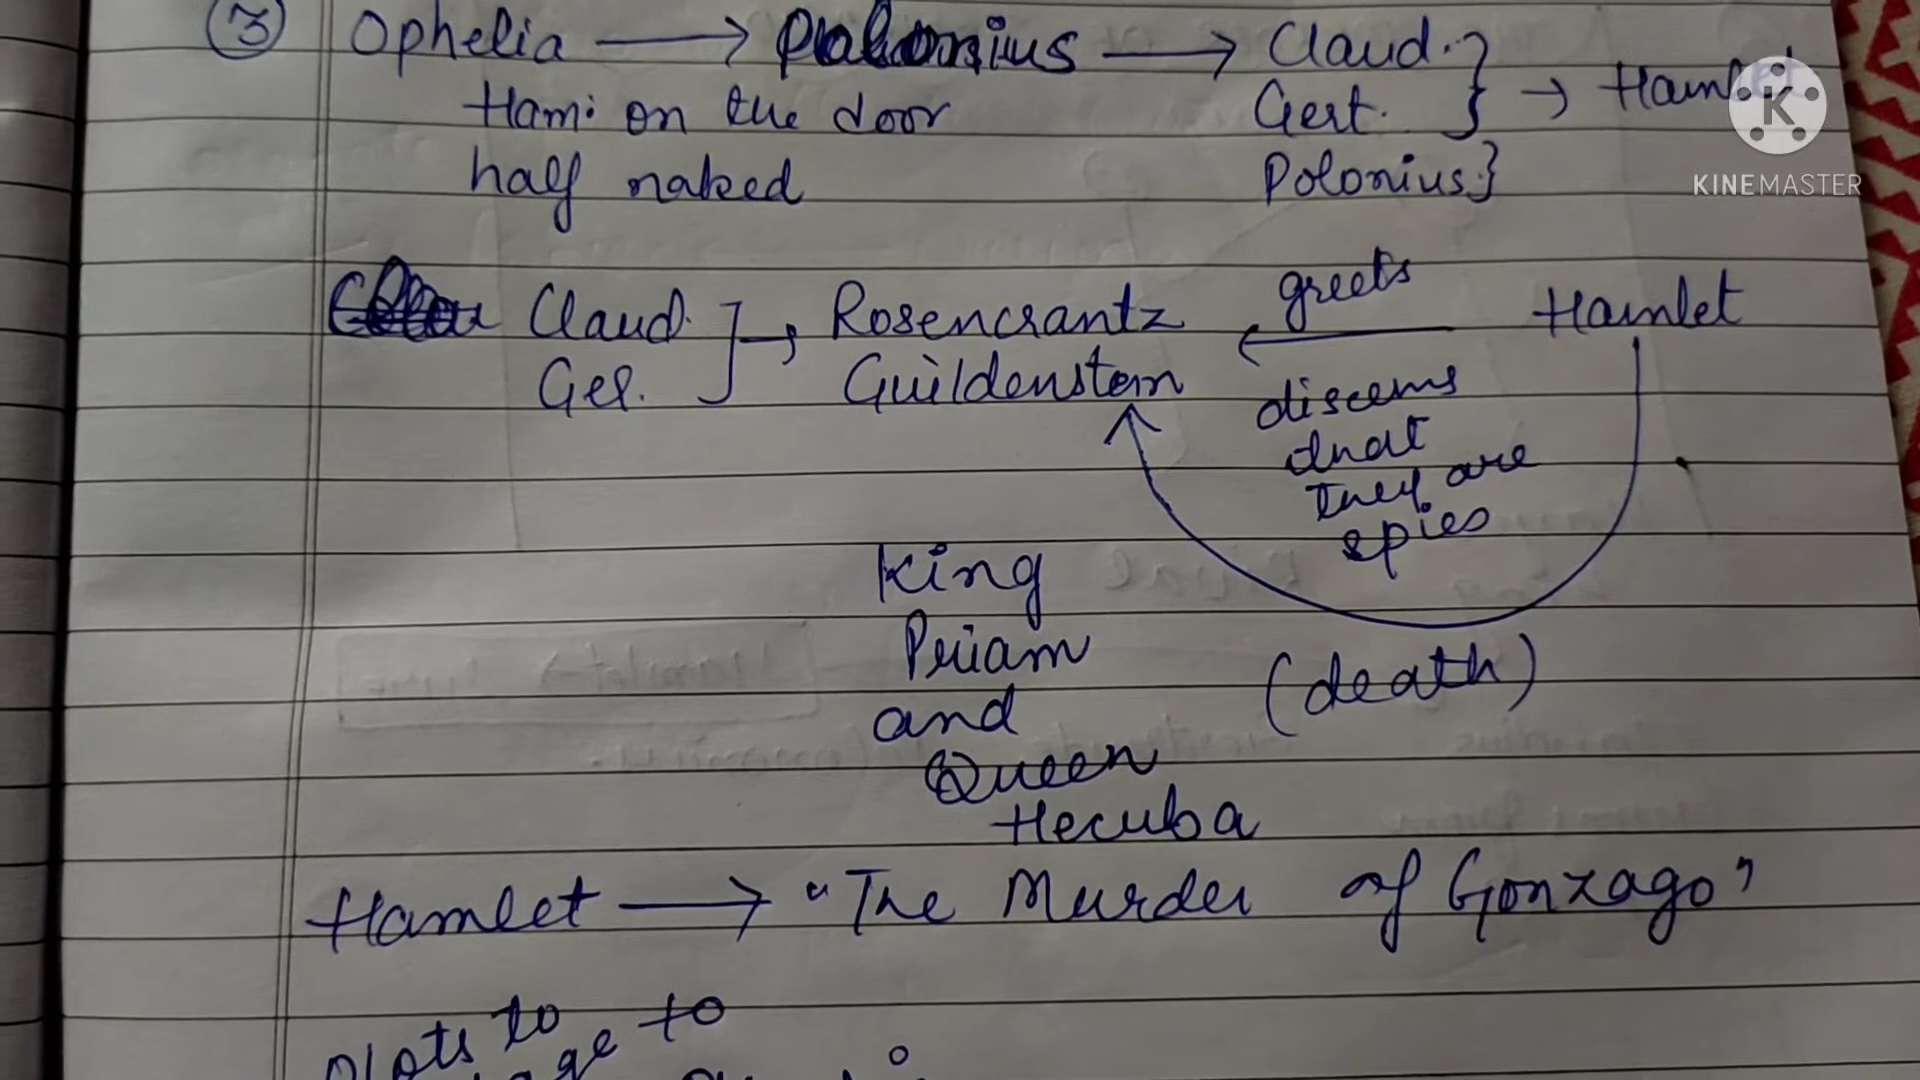 ③ Ophelia → Polonius → Claud. } → Hamlet
Ham: on the door Gert.
half naked Polonius }
KINEMASTER
Claud. ] → Rosencrantz ← greets Hamlet
Ger. Guildenstern
discerns
that
they are
spies
King
Priam
and
Queen
Hecuba
(death)
Hamlet → "The Murder of Gonzago"
plots to
to